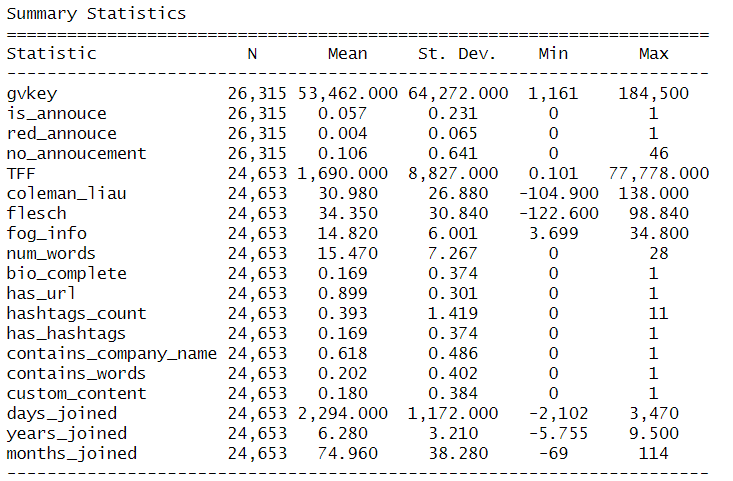 Summary Statistics
======================================================================
Statistic N Mean St. Dev. Min Max
----------------------------------------------------------------------
gvkey 26,315 53,462.000 64,272.000 1,161 184,500
is_annouce 26,315 0.057 0.231 0 1
red_annouce 26,315 0.004 0.065 0 1
no_annoucement 26,315 0.106 0.641 0 46
TFF 24,653 1,690.000 8,827.000 0.101 77,778.000
coleman_liau 24,653 30.980 26.880 -104.900 138.000
flesch 24,653 34.350 30.840 -122.600 98.840
fog_info 24,653 14.820 6.001 3.699 34.800
num_words 24,653 15.470 7.267 0 28
bio_complete 24,653 0.169 0.374 0 1
has_url 24,653 0.899 0.301 0 1
hashtags_count 24,653 0.393 1.419 0 11
has_hashtags 24,653 0.169 0.374 0 1
contains_company_name 24,653 0.618 0.486 0 1
contains_words 24,653 0.202 0.402 0 1
custom_content 24,653 0.180 0.384 0 1
days_joined 24,653 2,294.000 1,172.000 -2,102 3,470
years_joined 24,653 6.280 3.210 -5.755 9.500
months_joined 24,653 74.960 38.280 -69 114
----------------------------------------------------------------------